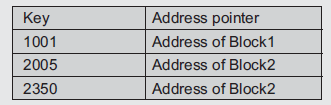 Key Address pointer
1001 Address of Block1
2005 Address of Block2
2350 Address of Block2